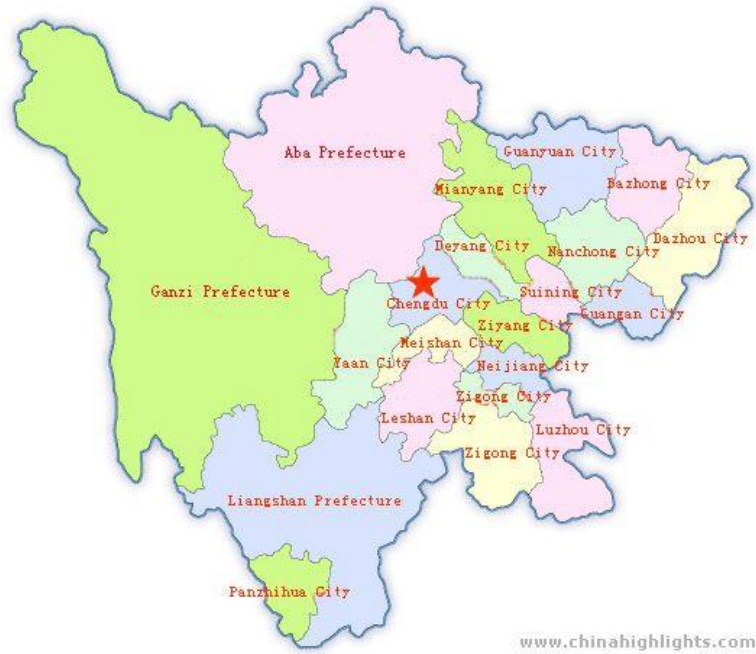 Aba Prefecture
Guanyuan City
Mianyang City
Bazhong City
Deyang City
Nanchong City
Dazhou City
Ganzi Prefecture
Chengdu City
Suining City
Guangan City
Ziyang City
Meishan City
Yaan City
Neijiang City
Zigong City
Leshan City
Luzhou City
Zigong City
Liangshan Prefecture
Panzhihua City
www.chinahighlights.com